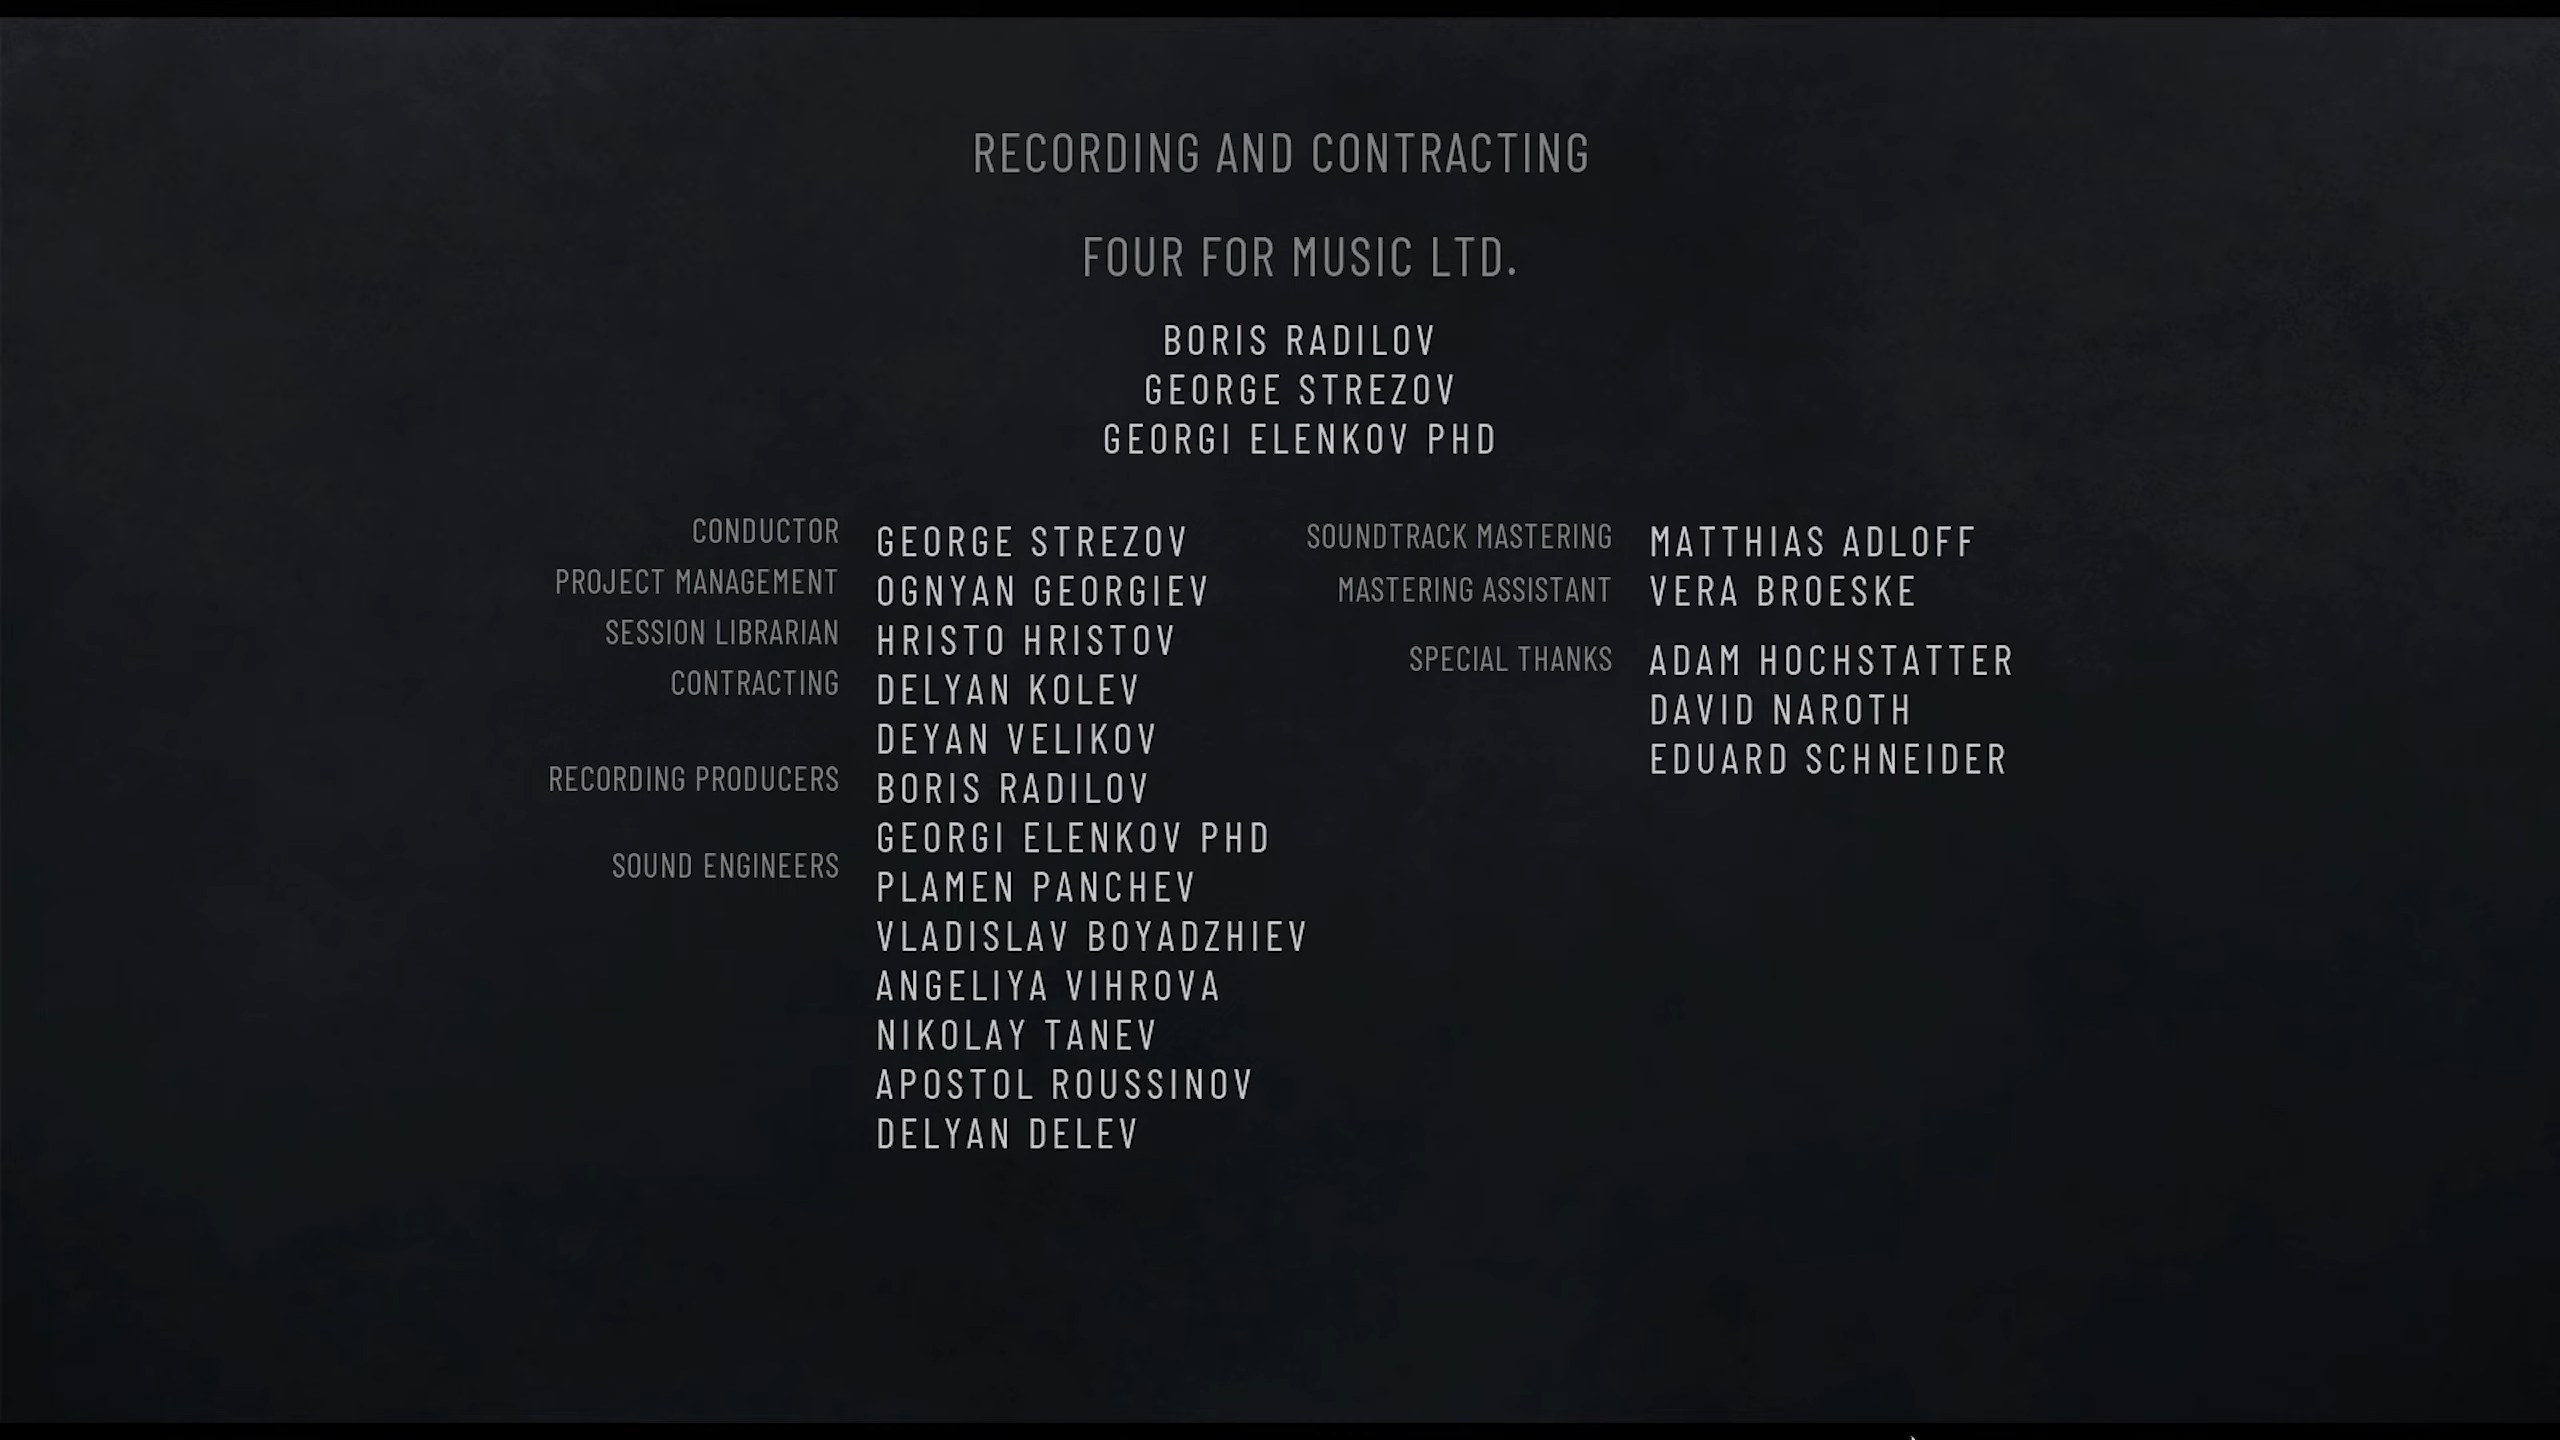 RECORDING AND CONTRACTING
FOUR FOR MUSIC LTD.
BORIS RADILOV
GEORGE STREZOV
GEORGI ELENKOV PHD
CONDUCTOR GEORGE STREZOV
PROJECT MANAGEMENT OGNYAN GEORGIEV
SESSION LIBRARIAN HRISTO HRISTOV
CONTRACTING DELYAN KOLEV
DEYAN VELIKOV
RECORDING PRODUCERS BORIS RADILOV
GEORGI ELENKOV PHD
SOUND ENGINEERS PLAMEN PANCHEV
VLADISLAV BOYADZHIEV
ANGELIYA VIHROVA
NIKOLAY TANEV
APOSTOL ROUSSINOV
DELYAN DELEV
SOUNDTRACK MASTERING MATTHIAS ADLOFF
MASTERING ASSISTANT VERA BROESKE
SPECIAL THANKS ADAM HOCHSTATTER
DAVID NAROTH
EDUARD SCHNEIDER